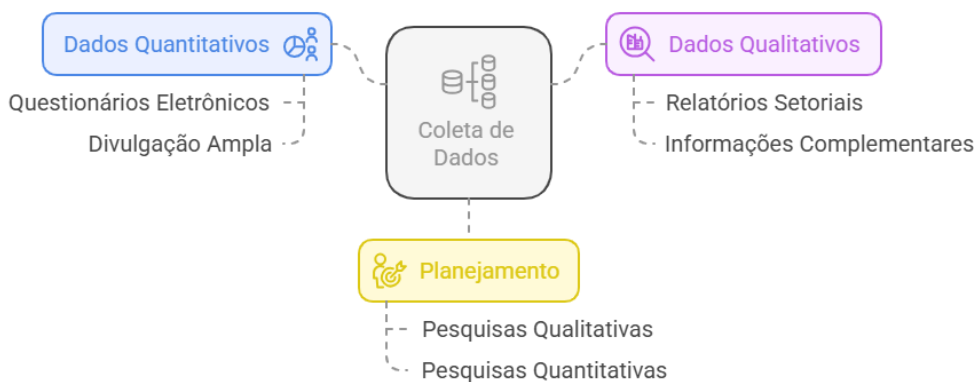 Dados Quantitativos
Questionários Eletrônicos
Divulgação Ampla
Coleta de
Dados
Dados Qualitativos
Relatórios Setoriais
Informações Complementares
Planejamento
Pesquisas Qualitativas
Pesquisas Quantitativas